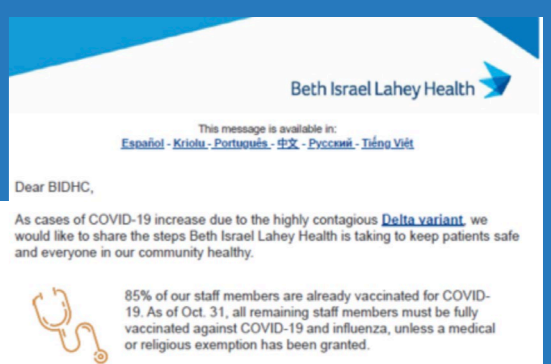 Beth Israel Lahey Health
This message is available in:
Español - Kriolu - Português - 中文 - Русский - Tiếng Việt
Dear BIDHC,
As cases of COVID-19 increase due to the highly contagious Delta variant, we
would like to share the steps Beth Israel Lahey Health is taking to keep patients safe
and everyone in our community healthy.
85% of our staff members are already vaccinated for COVID-
19. As of Oct. 31, all remaining staff members must be fully
vaccinated against COVID-19 and influenza, unless a medical
or religious exemption has been granted.